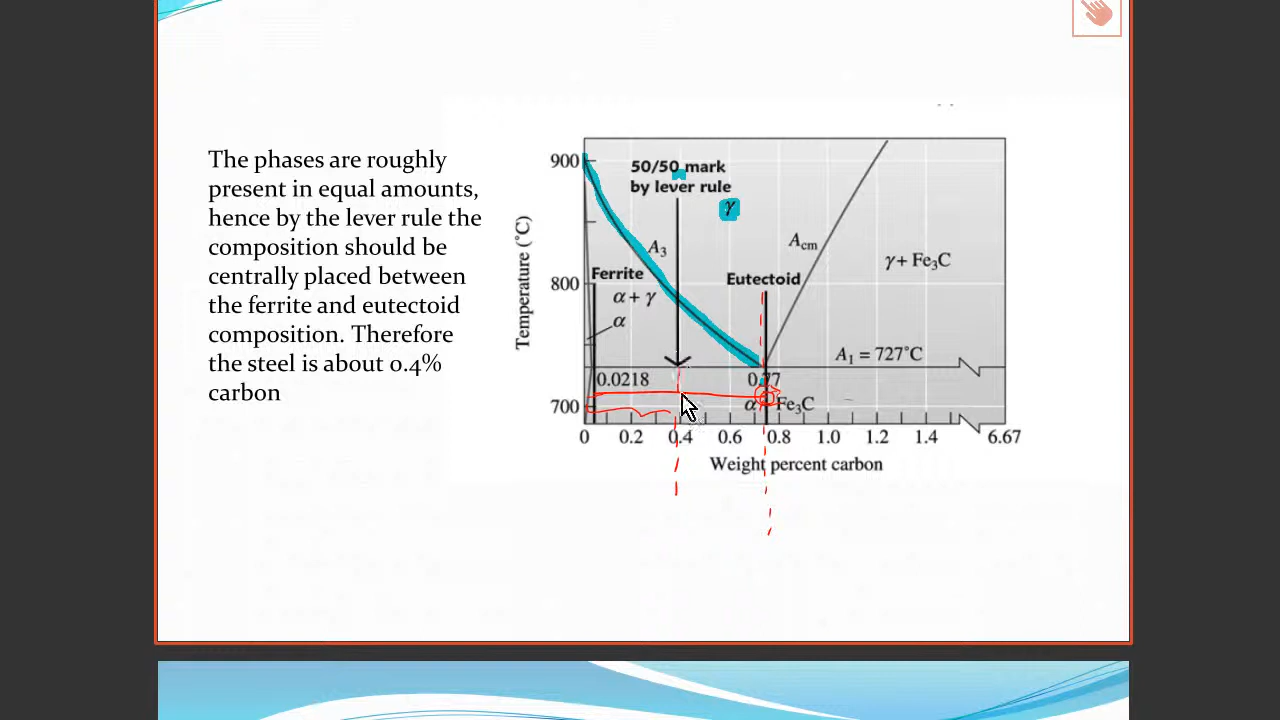 The phases are roughly
present in equal amounts,
hence by the lever rule the
composition should be
centrally placed between
the ferrite and eutectoid
composition. Therefore
the steel is about 0.4%
carbon
900
50/50 mark
by lever rule
γ
A3
Acm
γ + Fe3C
Temperature (°C)
800
Ferrite
Eutectoid
α + γ
α
A1 = 727°C
0.0218
0.77
700
α Fe3C
0 0.2 0.4 0.6 0.8 1.0 1.2 1.4 6.67
Weight percent carbon